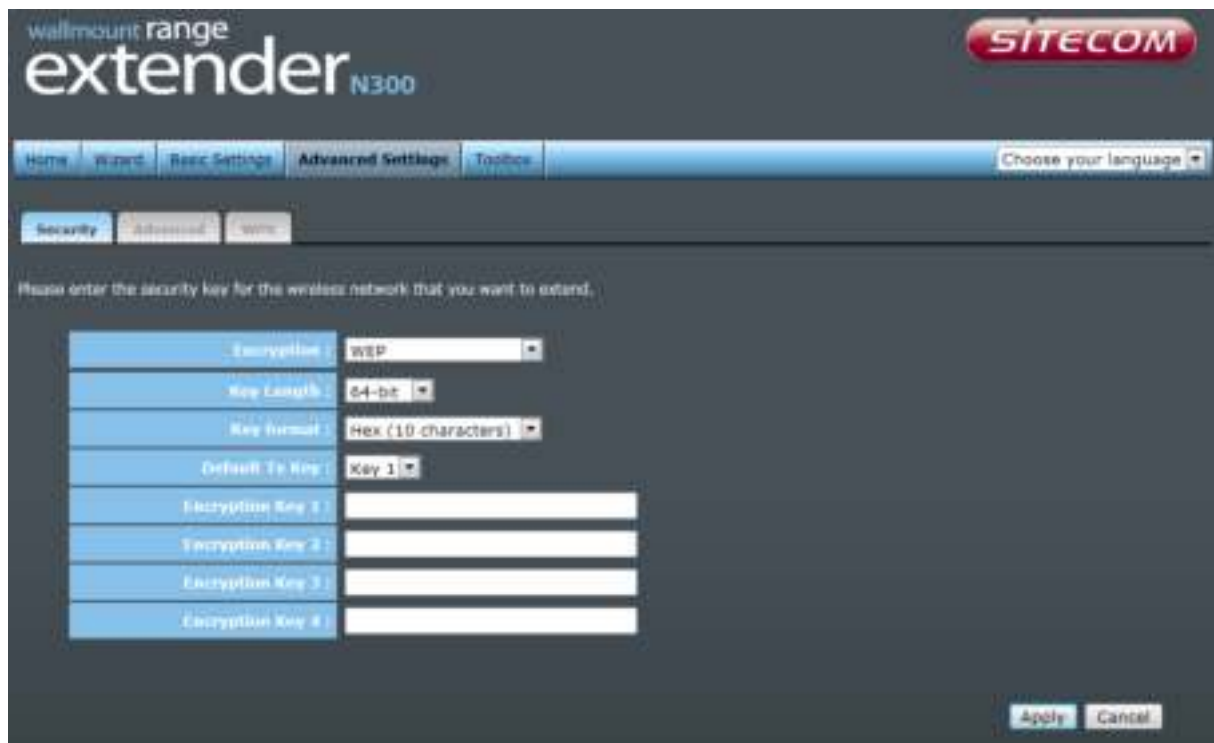 wallmount range
extender N300
SITECOM
Home Wizard Basic Settings Advanced Settings Toolbox Choose your language
Security Advanced WPS
Please enter the security key for the wireless network that you want to extend.
Encryption : WEP
Key Length : 64-bit
Key format : Hex (10 characters)
Default Tx Key : Key 1
Encryption Key 1 :
Encryption Key 2 :
Encryption Key 3 :
Encryption Key 4 :
Apply Cancel